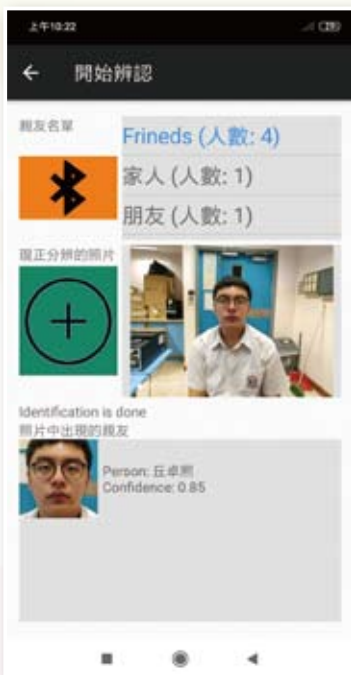 上午10:22
開始辨認
親友名單
Frineds (人數: 4)
家人 (人數: 1)
朋友 (人數: 1)
現正分辨的照片
Identification is done
照片中出現的親友
Person: 丘卓熙
Confidence: 0.85